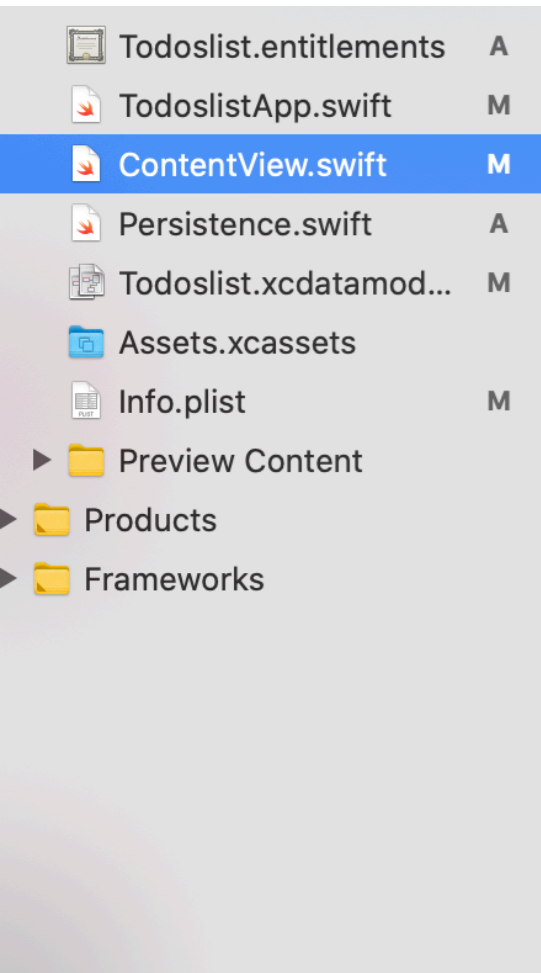 Todoslist.entitlements A
TodoslistApp.swift M
ContentView.swift M
Persistence.swift A
Todoslist.xcdatamod... M
Assets.xcassets
Info.plist M
Preview Content
Products
Frameworks